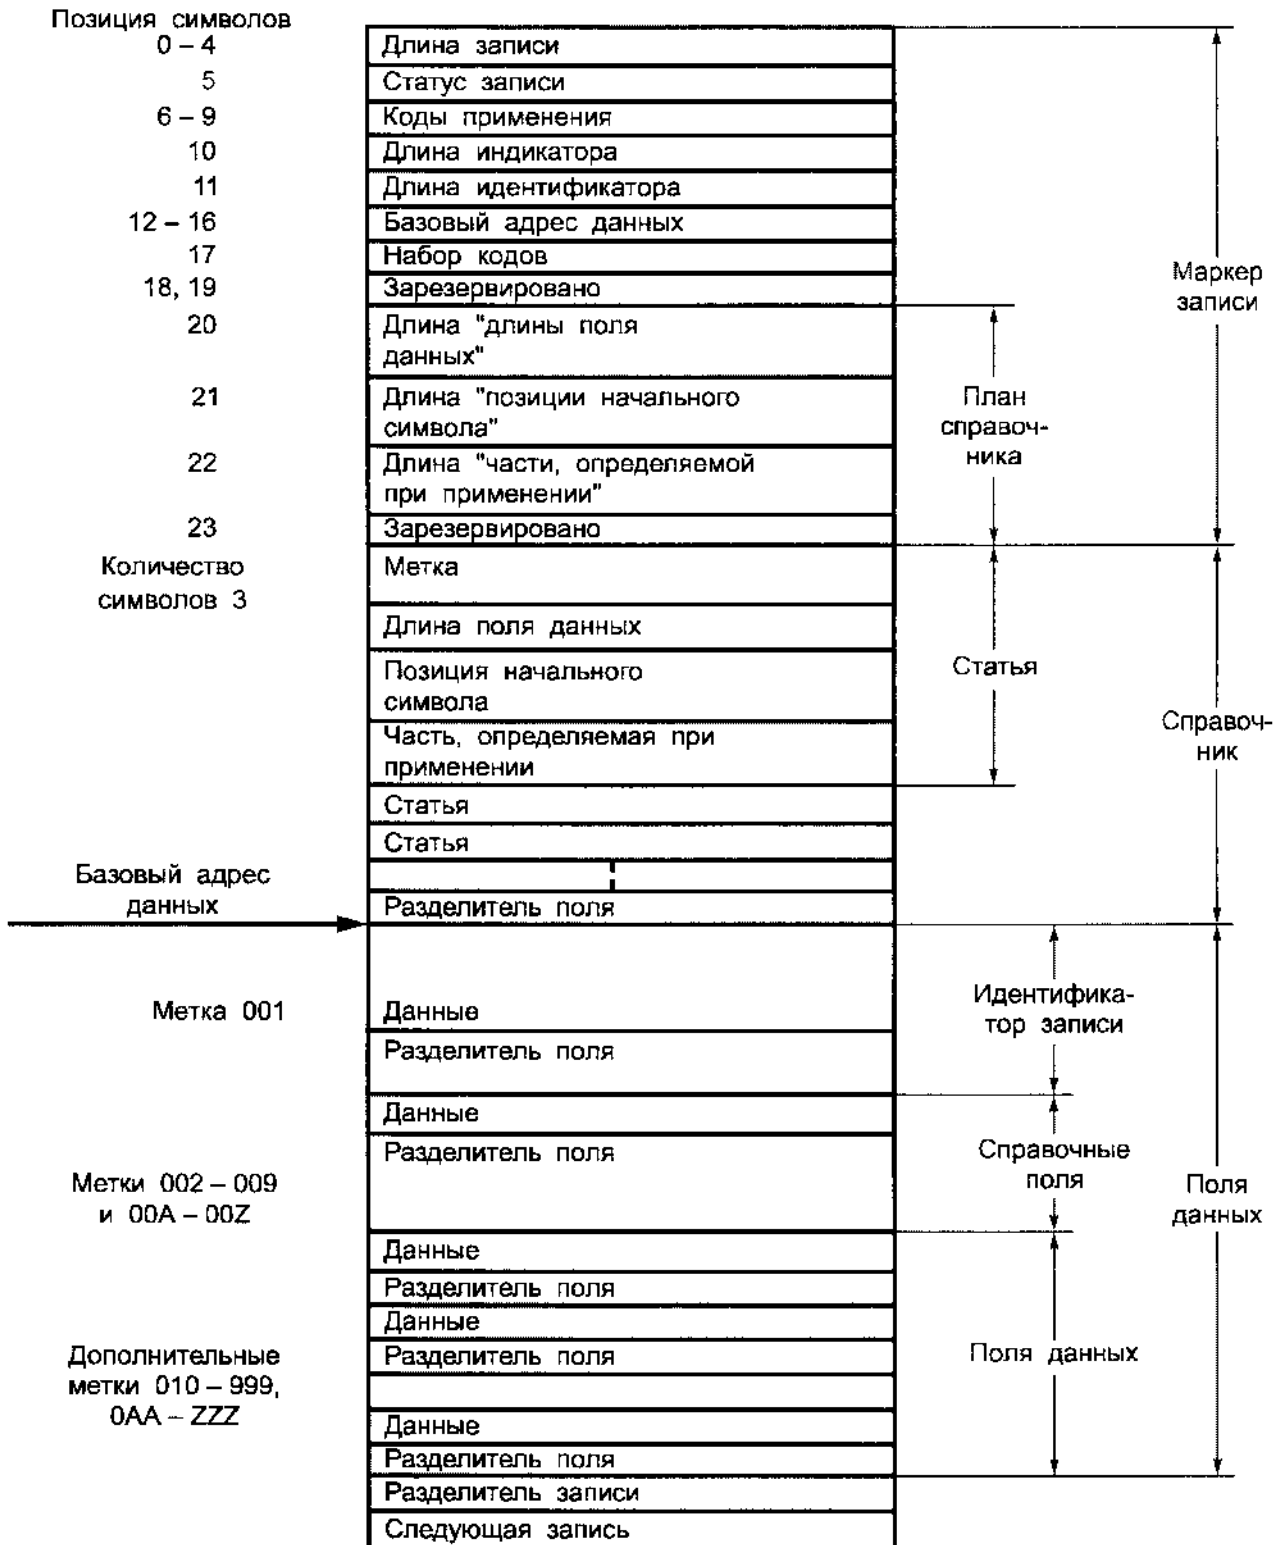 Позиция символов
0 – 4
Длина записи
5
Статус записи
6 – 9
Коды применения
10
Длина индикатора
11
Длина идентификатора
12 – 16
Базовый адрес данных
17
Набор кодов
18, 19
Зарезервировано
Маркер
записи
20
Длина "длины поля
данных"
21
Длина "позиции начального
символа"
План
справоч-
ника
22
Длина "части, определяемой
при применении"
23
Зарезервировано
Количество
символов 3
Метка
Длина поля данных
Позиция начального
символа
Статья
Часть, определяемая при
применении
Справоч-
ник
Статья
Статья
Базовый адрес
данных
Разделитель поля
Метка 001
Данные
Идентифика-
тор записи
Разделитель поля
Данные
Разделитель поля
Справочные
поля
Метки 002 – 009
и 00A – 00Z
Поля
данных
Данные
Разделитель поля
Данные
Разделитель поля
Дополнительные
метки 010 – 999,
0AA – ZZZ
Поля данных
Данные
Разделитель поля
Разделитель записи
Следующая запись